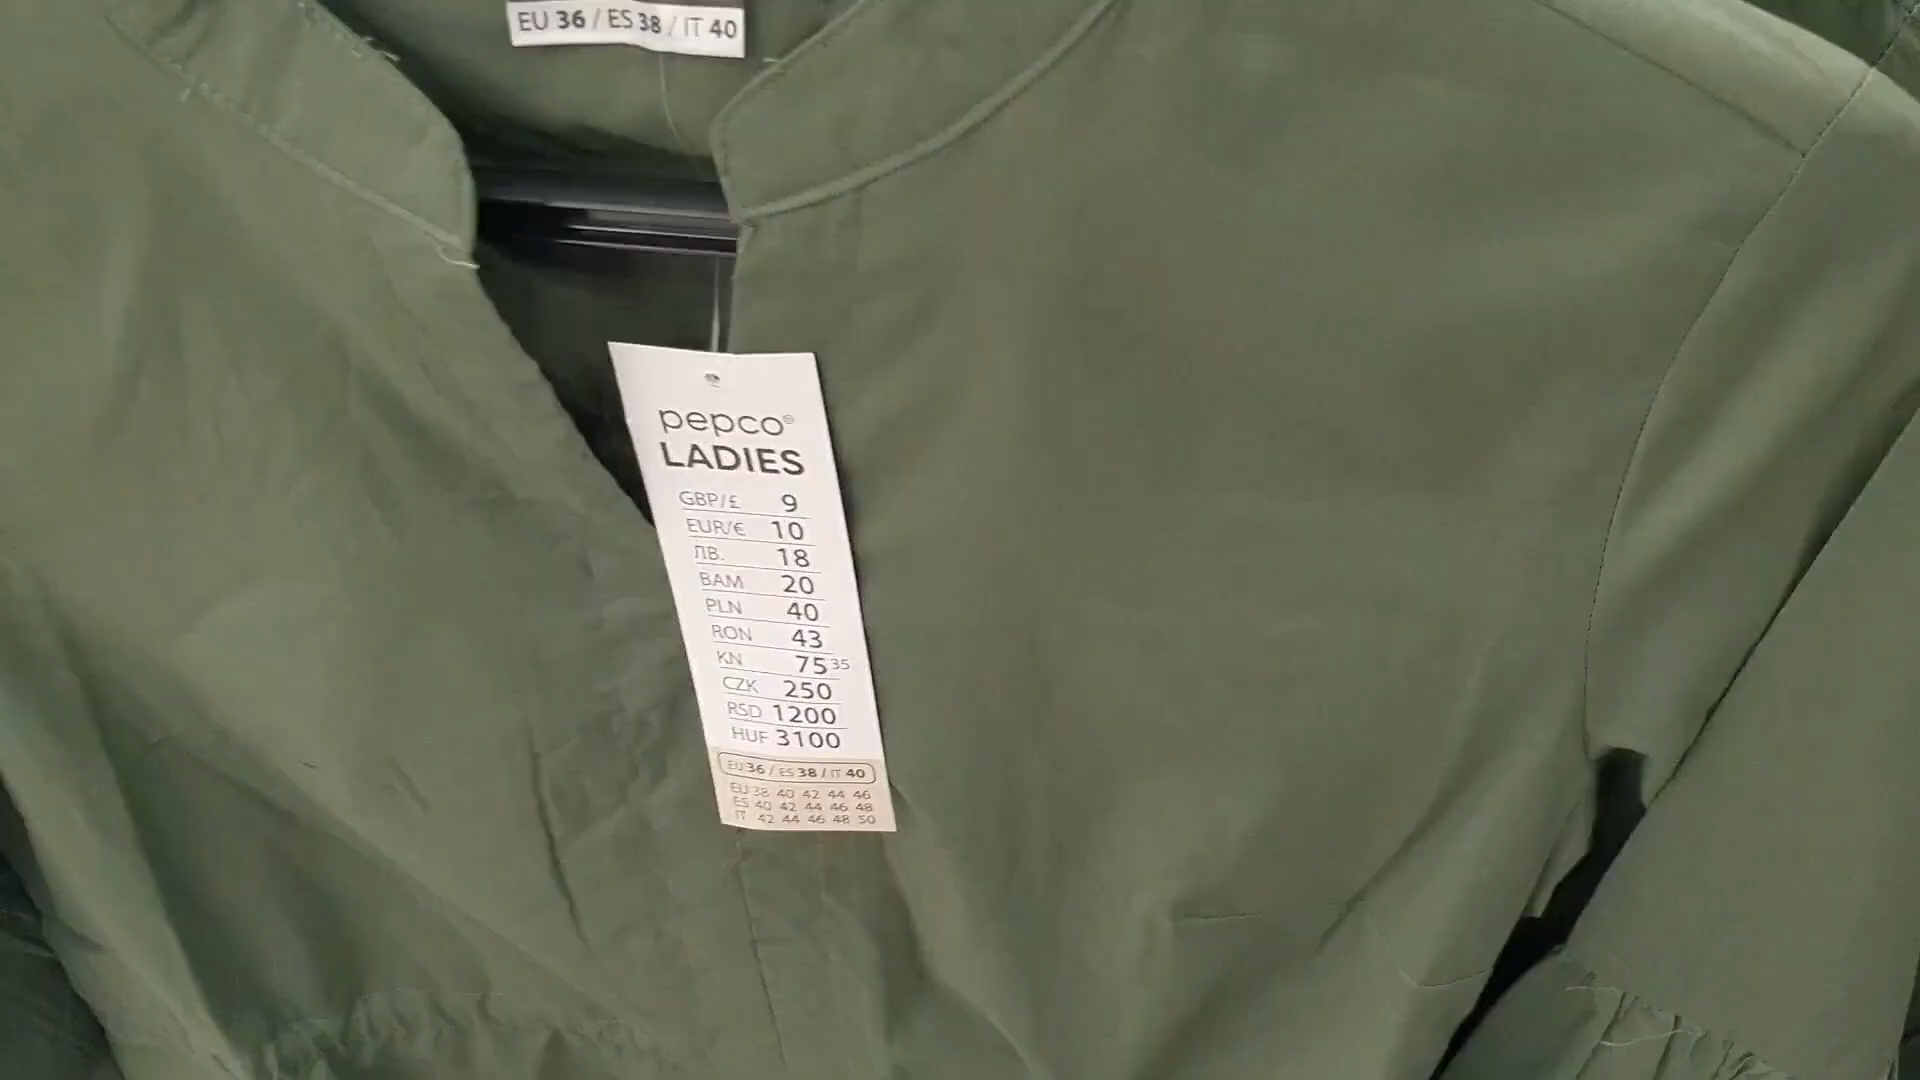 EU 36 / ES 38 / IT 40
pepco®
LADIES
GBP/£ 9
EUR/€ 10
ЛВ. 18
BAM 20
PLN 40
RON 43
KN 75 35
CZK 250
RSD 1200
HUF 3100
EU 36 / ES 38 / IT 40
EU 38 40 42 44 46
ES 40 42 44 46 48
IT 42 44 46 48 50